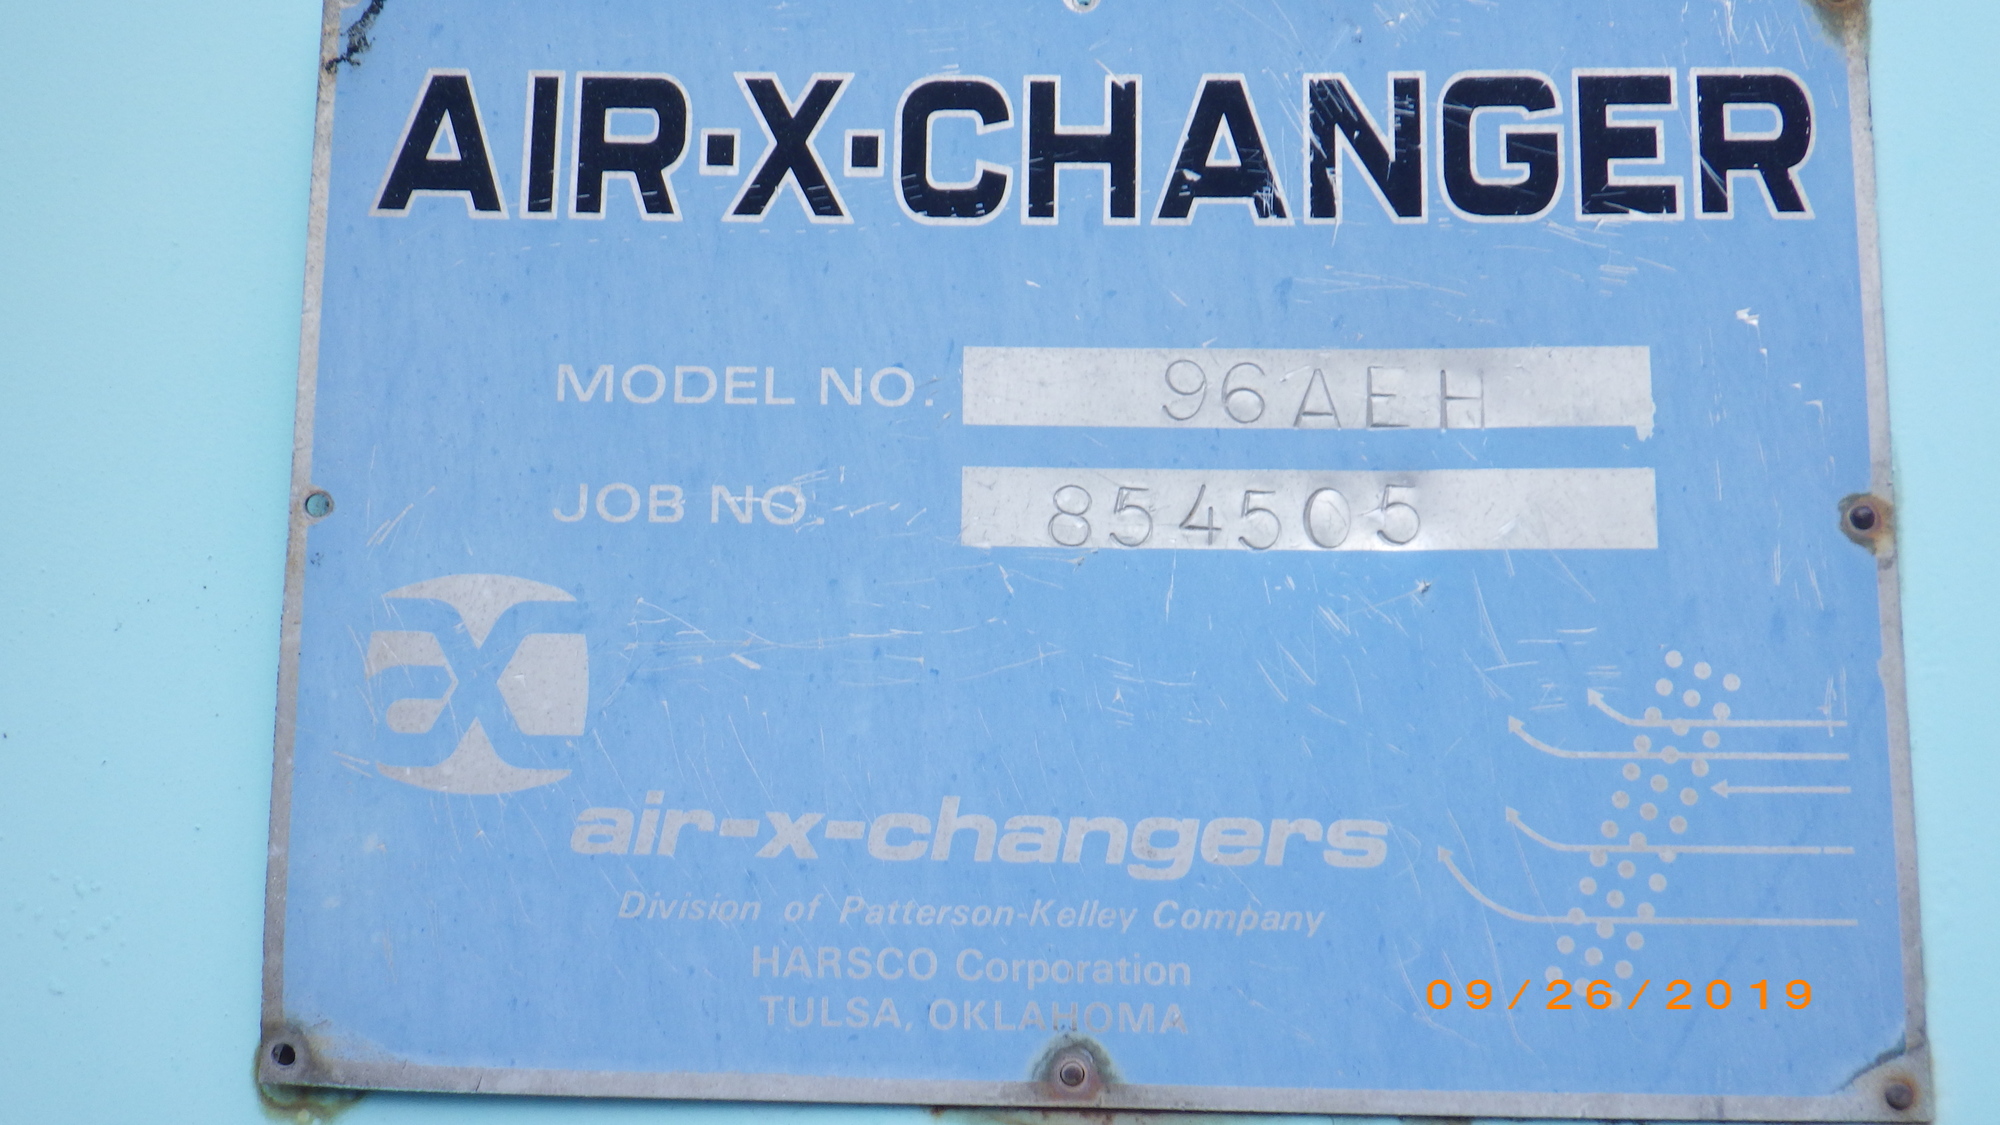 AIR·X·CHANGER
MODEL NO. 96AEH
JOB NO. 854505
aX
air-x-changers
Division of Patterson-Kelley Company
HARSCO Corporation
TULSA, OKLAHOMA
09/26/2019